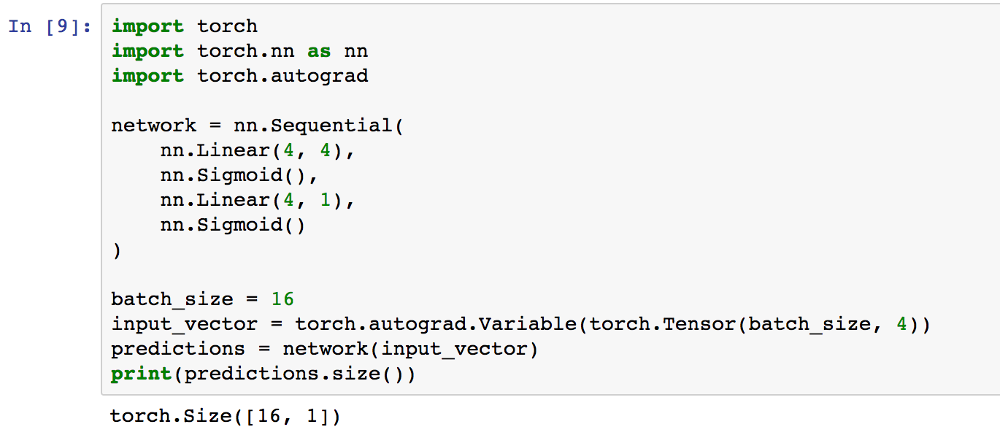 In [9]: import torch
import torch.nn as nn
import torch.autograd

network = nn.Sequential(
    nn.Linear(4, 4),
    nn.Sigmoid(),
    nn.Linear(4, 1),
    nn.Sigmoid()
)

batch_size = 16
input_vector = torch.autograd.Variable(torch.Tensor(batch_size, 4))
predictions = network(input_vector)
print(predictions.size())
torch.Size([16, 1])